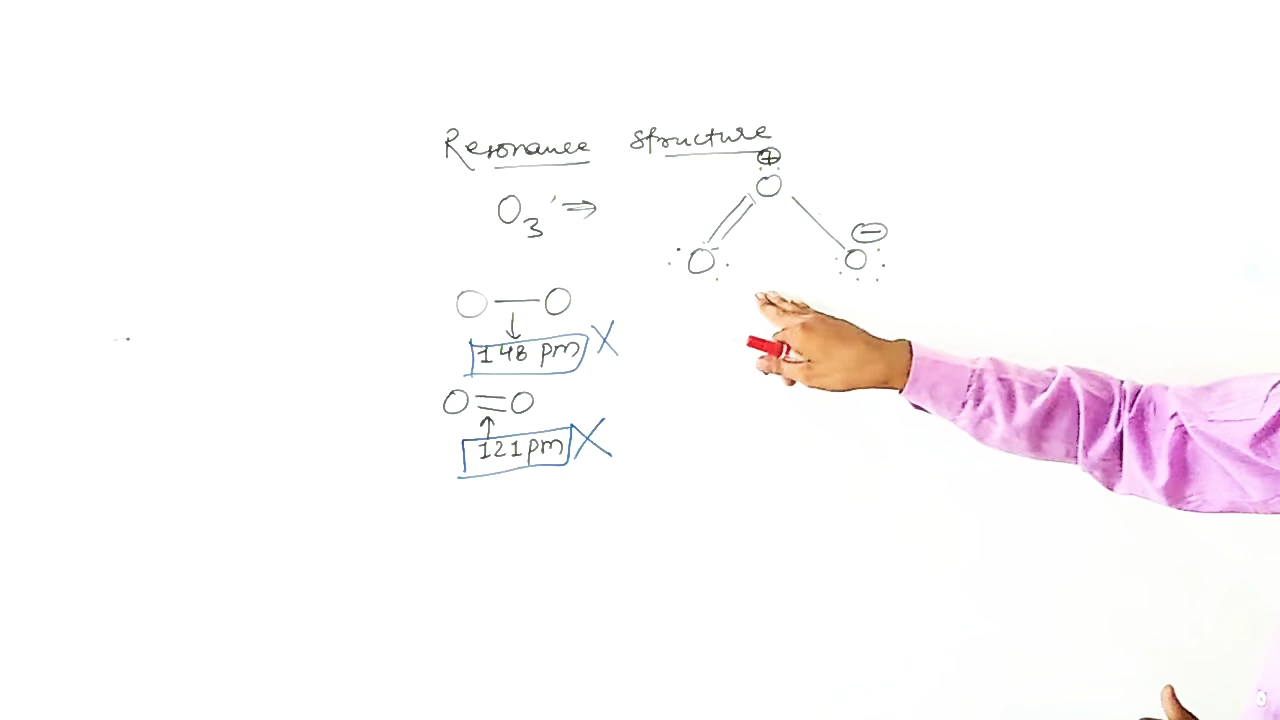 Resonance structure
⊕
O3 ⇒ O
O O ⊖
O — O
148 pm X
O = O
121 pm X